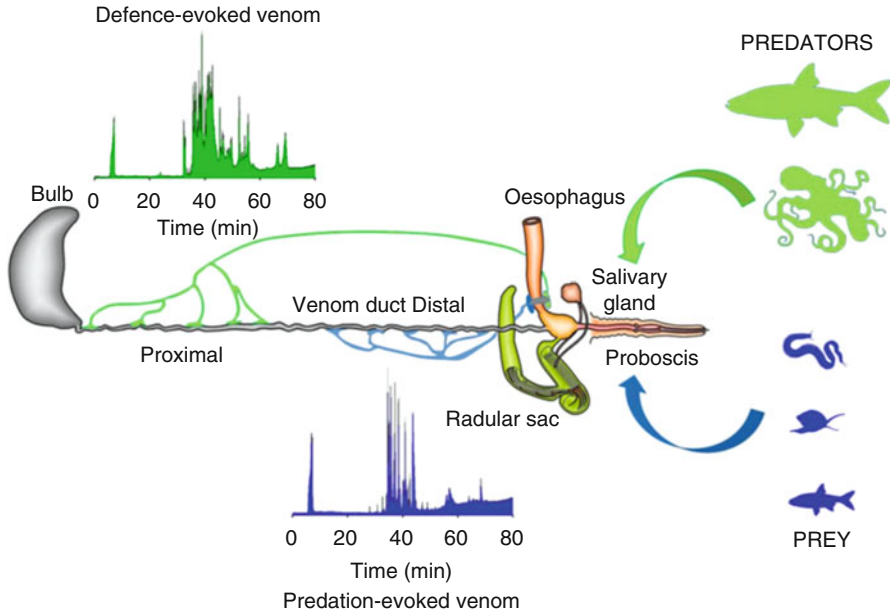 Defence-evoked venom
PREDATORS
Bulb
0 20 40 60 80
Time (min)
Oesophagus
Salivary
gland
Venom duct Distal
Proximal
Proboscis
Radular sac
0 20 40 60 80
Time (min)
Predation-evoked venom
PREY